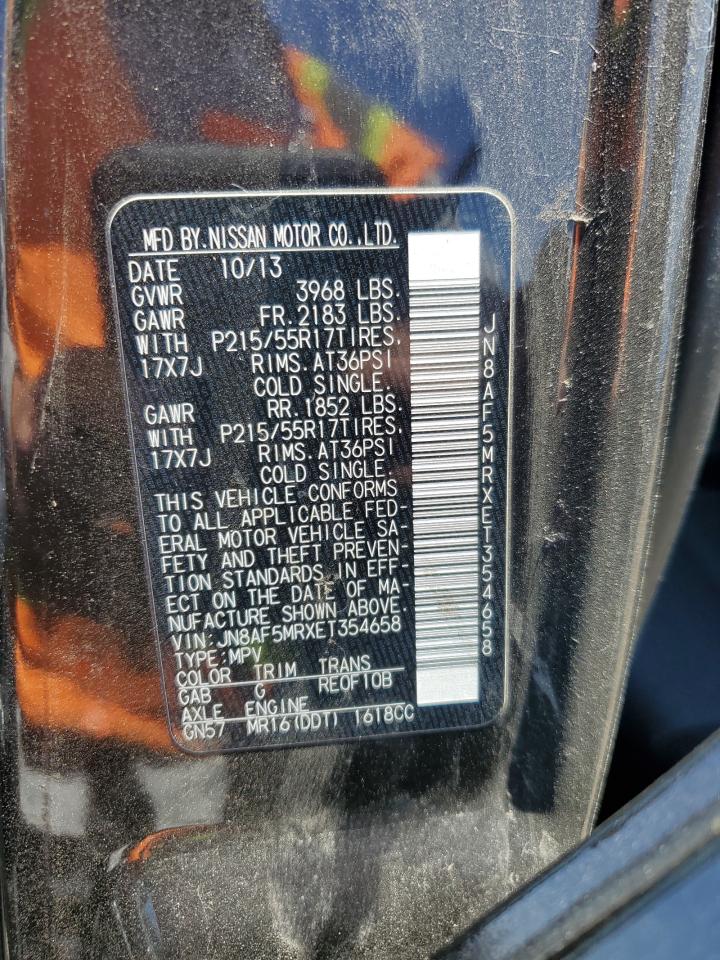 MFD BY.NISSAN MOTOR CO.,LTD.
DATE 10/13
GVWR 3968 LBS.
GAWR FR.2183 LBS.
WITH P215/55R17TIRES,
17X7J RIMS.AT36PSI
COLD SINGLE.
GAWR RR.1852 LBS.
WITH P215/55R17TIRES,
17X7J RIMS.AT36PSI
COLD SINGLE.
THIS VEHICLE CONFORMS
TO ALL APPLICABLE FED-
ERAL MOTOR VEHICLE SA-
FETY AND THEFT PREVEN-
TION STANDARDS IN EFF-
ECT ON THE DATE OF MA-
NUFACTURE SHOWN ABOVE.
VIN:JN8AF5MRXET354658
TYPE:MPV
COLOR TRIM TRANS
GAB G RE0F10B
AXLE ENGINE
GN57 MR16(DDT) 1618CC
JN8AF5MRXET354658